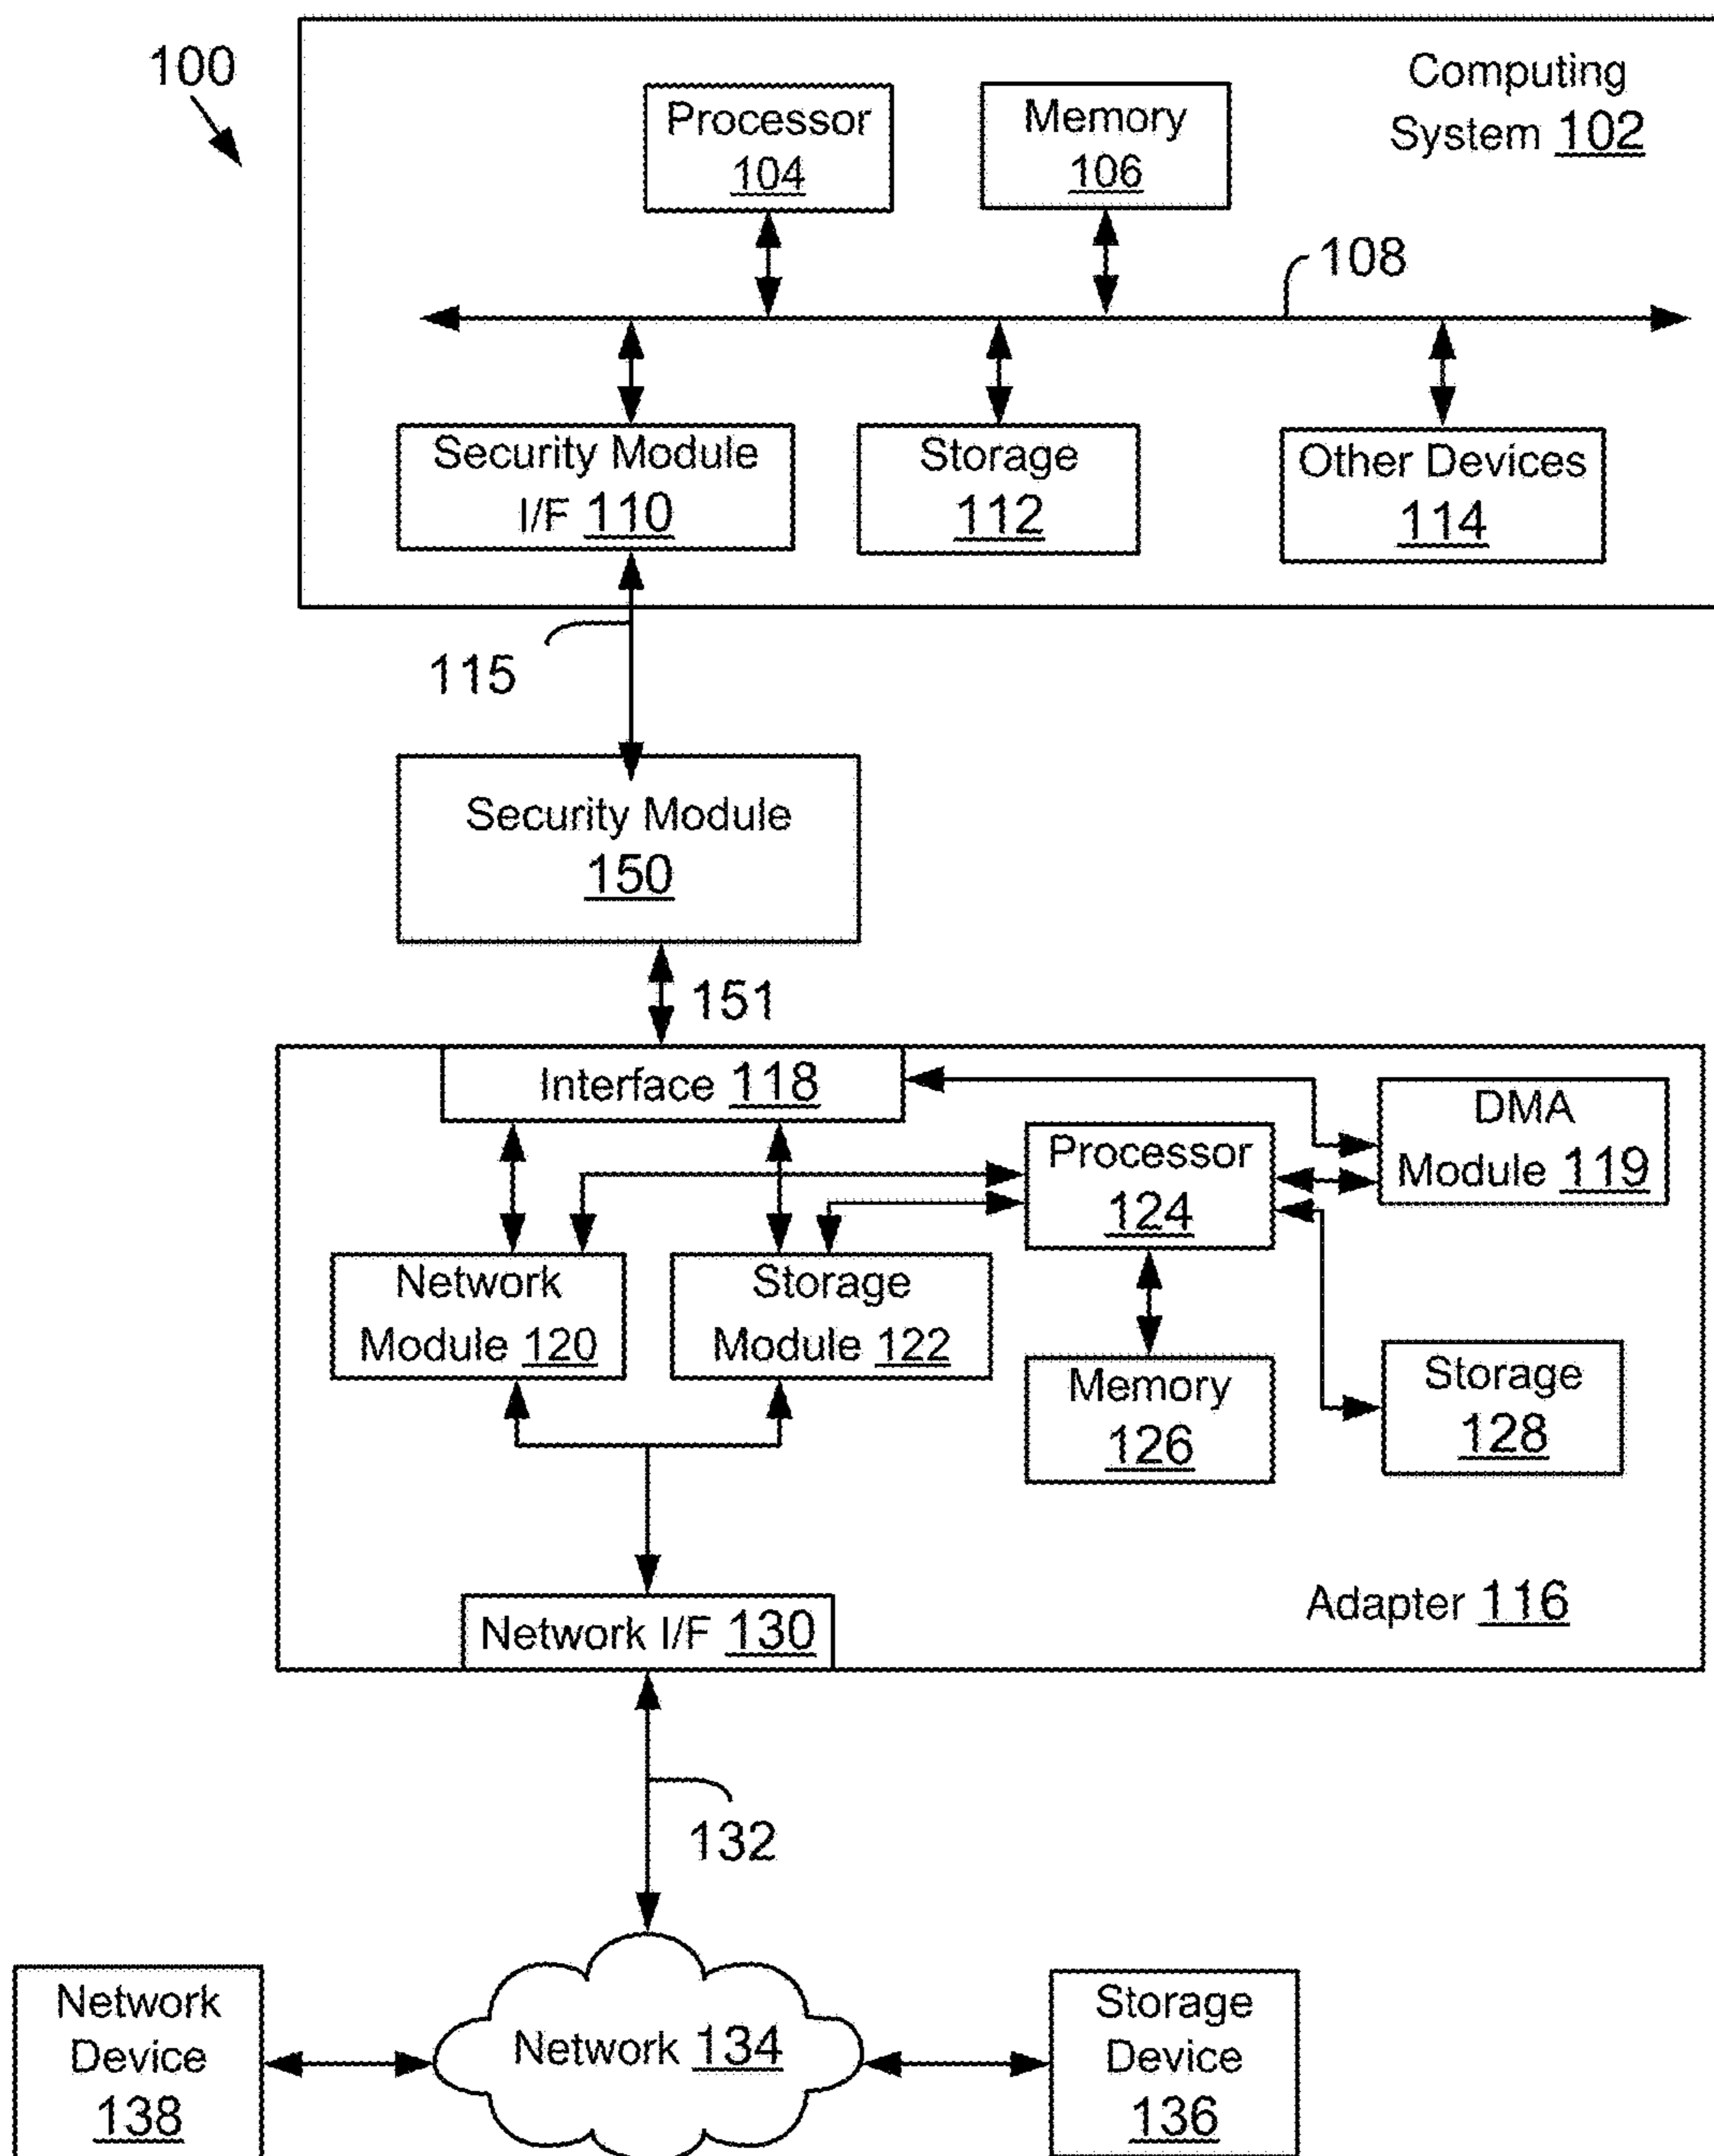 100
Computing
System 102
Processor
104
Memory
106
108
Security Module
I/F 110
Storage
112
Other Devices
114
115
Security Module
150
151
Interface 118
DMA
Module 119
Processor
124
Network
Module 120
Storage
Module 122
Memory
126
Storage
128
Adapter 116
Network I/F 130
132
Network
Device
138
Network 134
Storage
Device
136